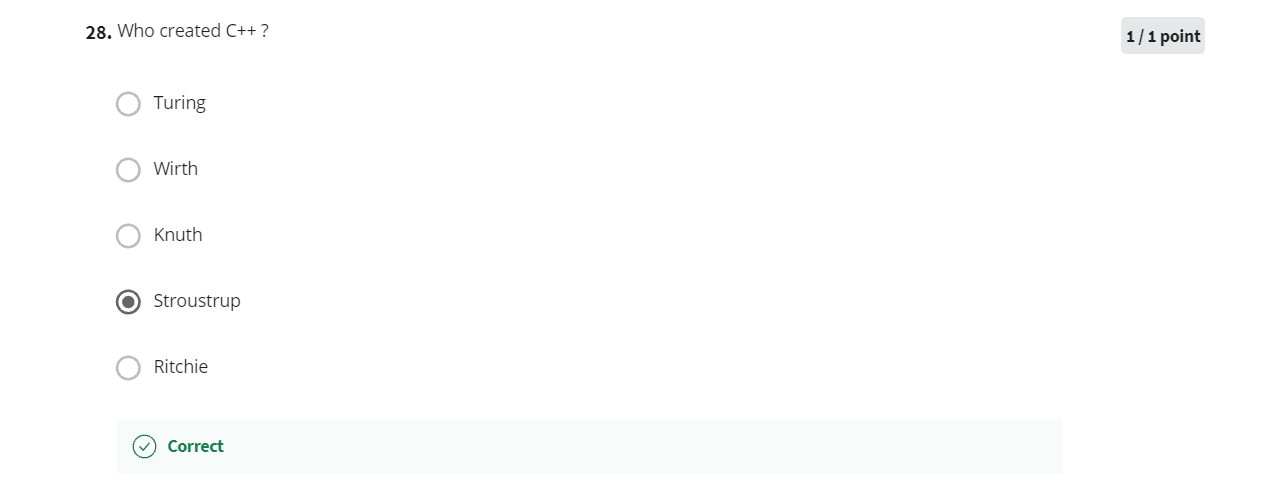 28. Who created C++ ?
1 / 1 point
Turing
Wirth
Knuth
Stroustrup
Ritchie
Correct